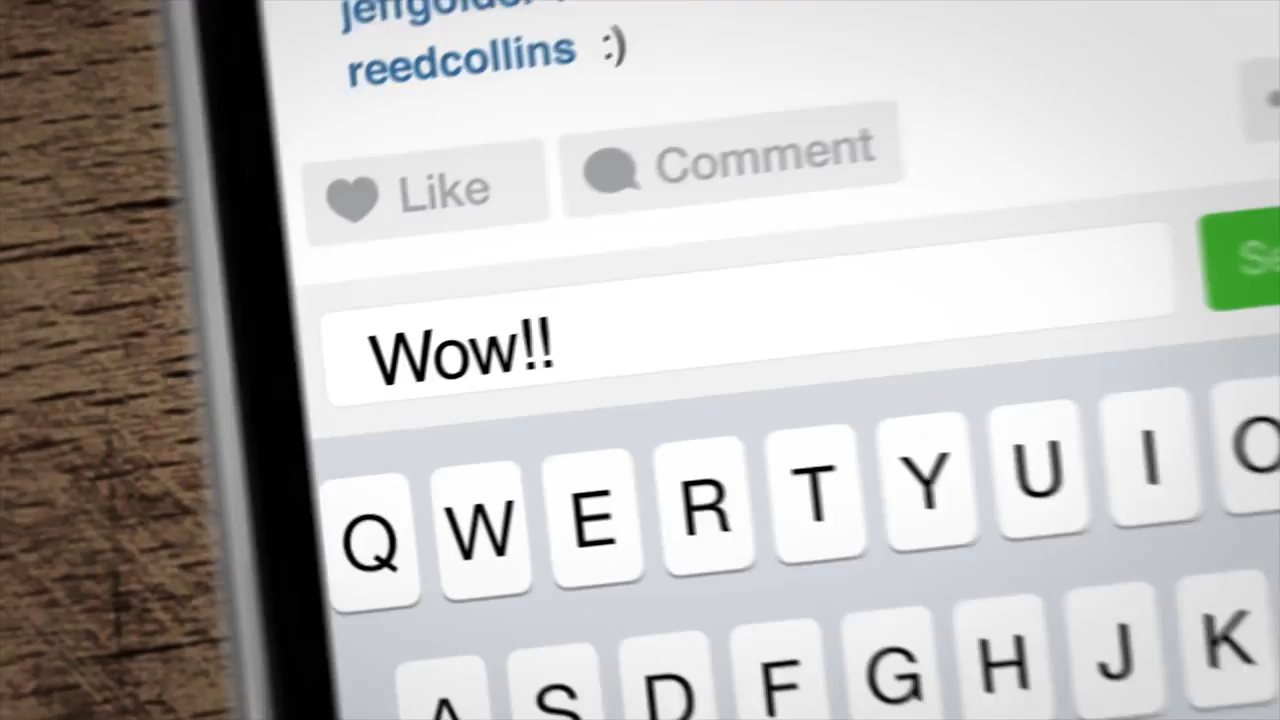 reedcollins :)
Like Comment
Wow!!
Q W E R T Y U I O
A S D F G H J K